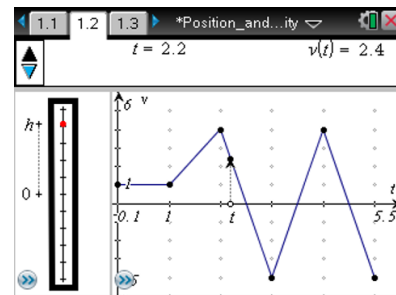 1.1 1.2 1.3 *Position_and...ity
t = 2.2 v(t) = 2.4
6 v
h
1
0
t
-0.1 1 t 5.5
5